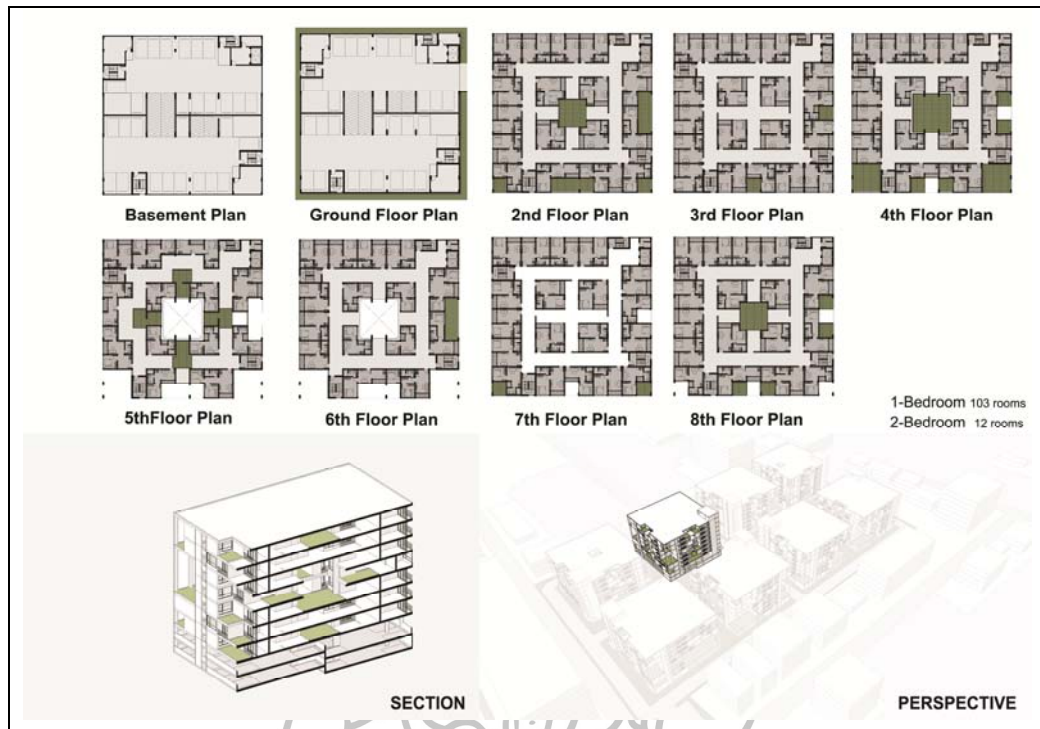 Basement Plan
Ground Floor Plan
2nd Floor Plan
3rd Floor Plan
4th Floor Plan
5thFloor Plan
6th Floor Plan
7th Floor Plan
8th Floor Plan
1-Bedroom 103 rooms
2-Bedroom 12 rooms
SECTION
PERSPECTIVE